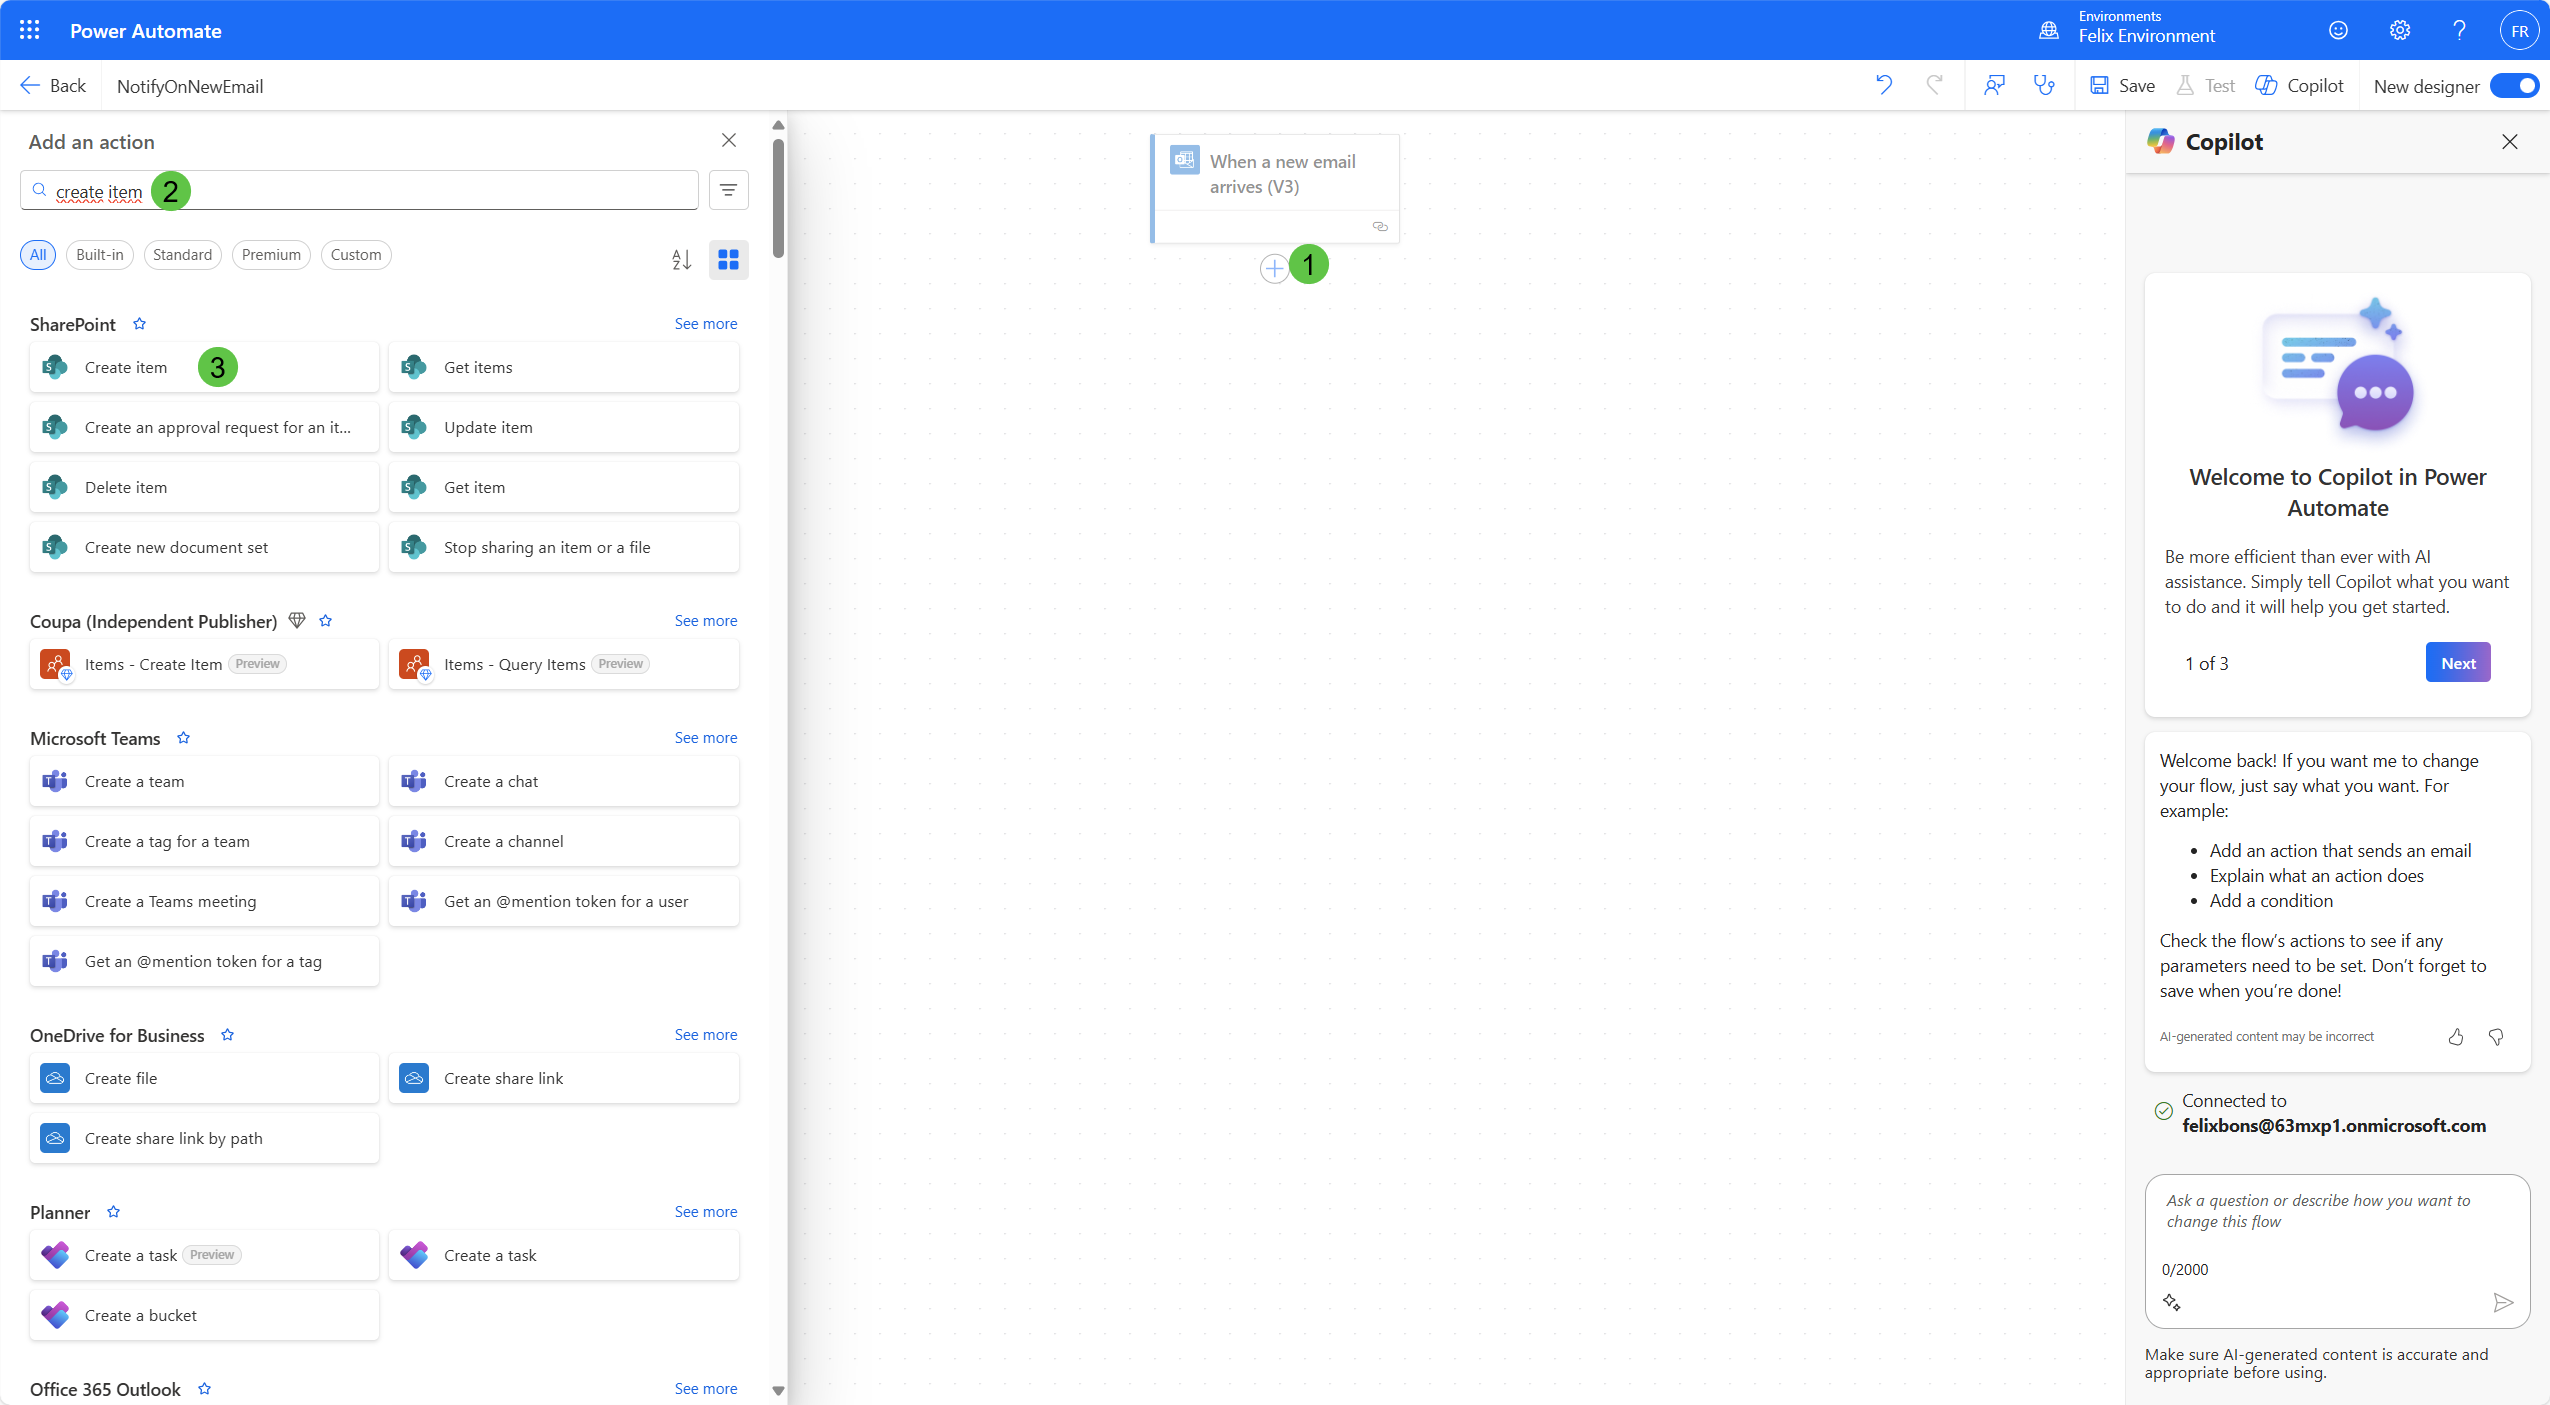 Power Automate
Environments
Felix Environment
FR
Back
NotifyOnNewEmail
Save
Test
Copilot
New designer
Add an action
create item
2
All
Built-in
Standard
Premium
Custom
SharePoint
See more
Create item
3
Get items
Create an approval request for an it...
Update item
Delete item
Get item
Create new document set
Stop sharing an item or a file
Coupa (Independent Publisher)
See more
Items - Create Item Preview
Items - Query Items Preview
Microsoft Teams
See more
Create a team
Create a chat
Create a tag for a team
Create a channel
Create a Teams meeting
Get an @mention token for a user
Get an @mention token for a tag
OneDrive for Business
See more
Create file
Create share link
Create share link by path
Planner
See more
Create a task Preview
Create a task
Create a bucket
Office 365 Outlook
See more
When a new email
arrives (V3)
1
Copilot
Welcome to Copilot in Power
Automate
Be more efficient than ever with AI
assistance. Simply tell Copilot what you want
to do and it will help you get started.
1 of 3
Next
Welcome back! If you want me to change
your flow, just say what you want. For
example:
• Add an action that sends an email
• Explain what an action does
• Add a condition
Check the flow’s actions to see if any
parameters need to be set. Don’t forget to
save when you’re done!
AI-generated content may be incorrect
Connected to
felixbons@63mxp1.onmicrosoft.com
Ask a question or describe how you want to
change this flow
0/2000
Make sure AI-generated content is accurate and
appropriate before using.